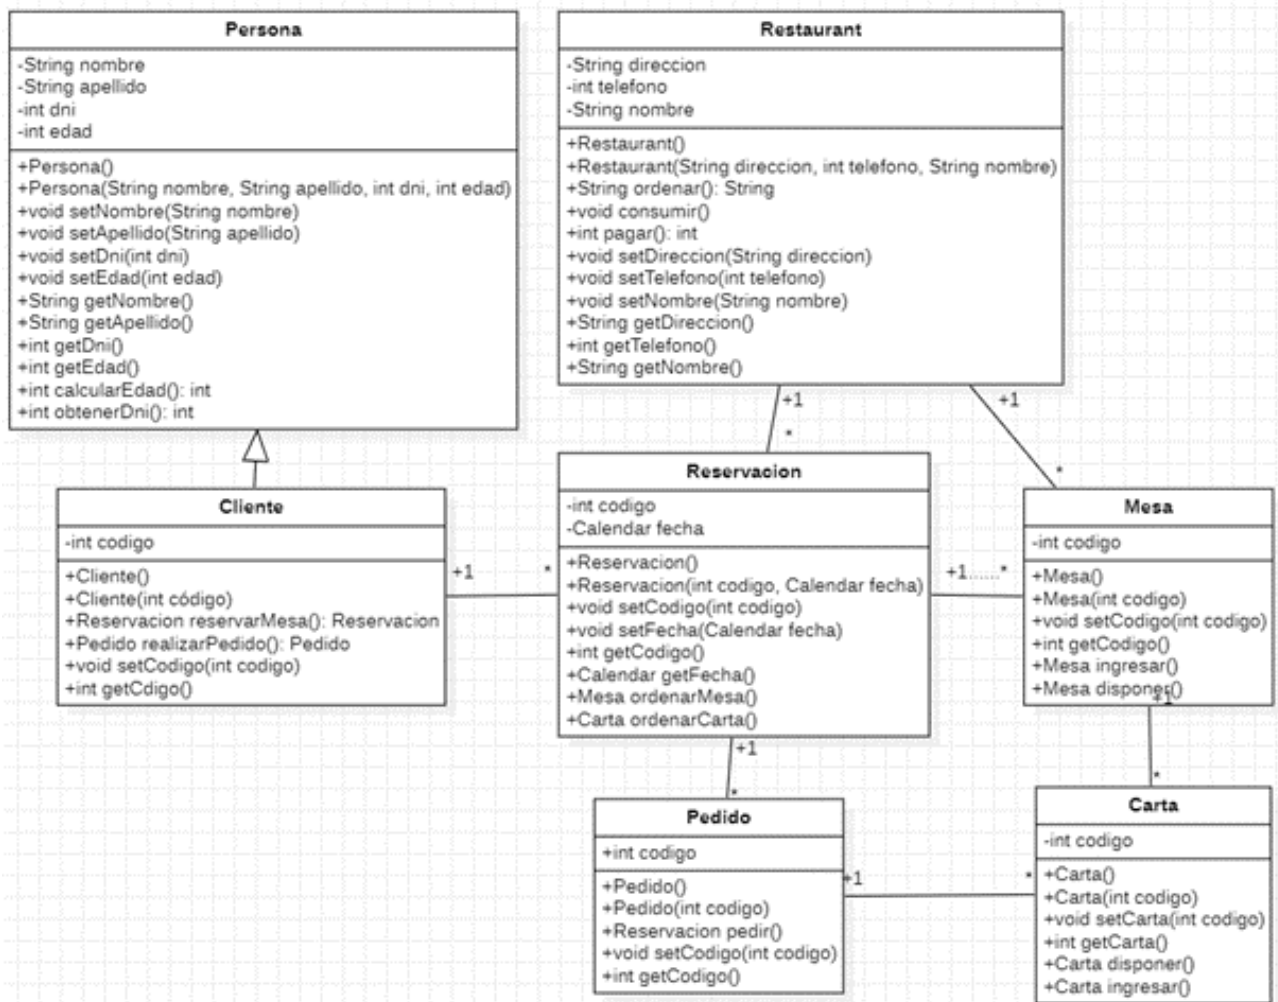 Persona
-String nombre
-String apellido
-int dni
-int edad
+Persona()
+Persona(String nombre, String apellido, int dni, int edad)
+void setNombre(String nombre)
+void setApellido(String apellido)
+void setDni(int dni)
+void setEdad(int edad)
+String getNombre()
+String getApellido()
+int getDni()
+int getEdad()
+int calcularEdad(): int
+int obtenerDni(): int
Restaurant
-String direccion
-int telefono
-String nombre
+Restaurant()
+Restaurant(String direccion, int telefono, String nombre)
+String ordenar(): String
+void consumir()
+int pagar(): int
+void setDireccion(String direccion)
+void setTelefono(int telefono)
+void setNombre(String nombre)
+String getDireccion()
+int getTelefono()
+String getNombre()
+1
*
+1
*
Cliente
-int codigo
+Cliente()
+Cliente(int código)
+Reservacion reservarMesa(): Reservacion
+Pedido realizarPedido(): Pedido
+void setCodigo(int codigo)
+int getCdigo()
+1
*
Reservacion
-int codigo
-Calendar fecha
+Reservacion()
+Reservacion(int codigo, Calendar fecha)
+void setCodigo(int codigo)
+void setFecha(Calendar fecha)
+int getCodigo()
+Calendar getFecha()
+Mesa ordenarMesa()
+Carta ordenarCarta()
+1......*
Mesa
-int codigo
+Mesa()
+Mesa(int codigo)
+void setCodigo(int codigo)
+int getCodigo()
+Mesa ingresar()
+Mesa disponer()
+1
*
+1
*
Pedido
+int codigo
+Pedido()
+Pedido(int codigo)
+Reservacion pedir()
+void setCodigo(int codigo)
+int getCodigo()
+1
*
Carta
-int codigo
+Carta()
+Carta(int codigo)
+void setCarta(int codigo)
+int getCarta()
+Carta disponer()
+Carta ingresar()